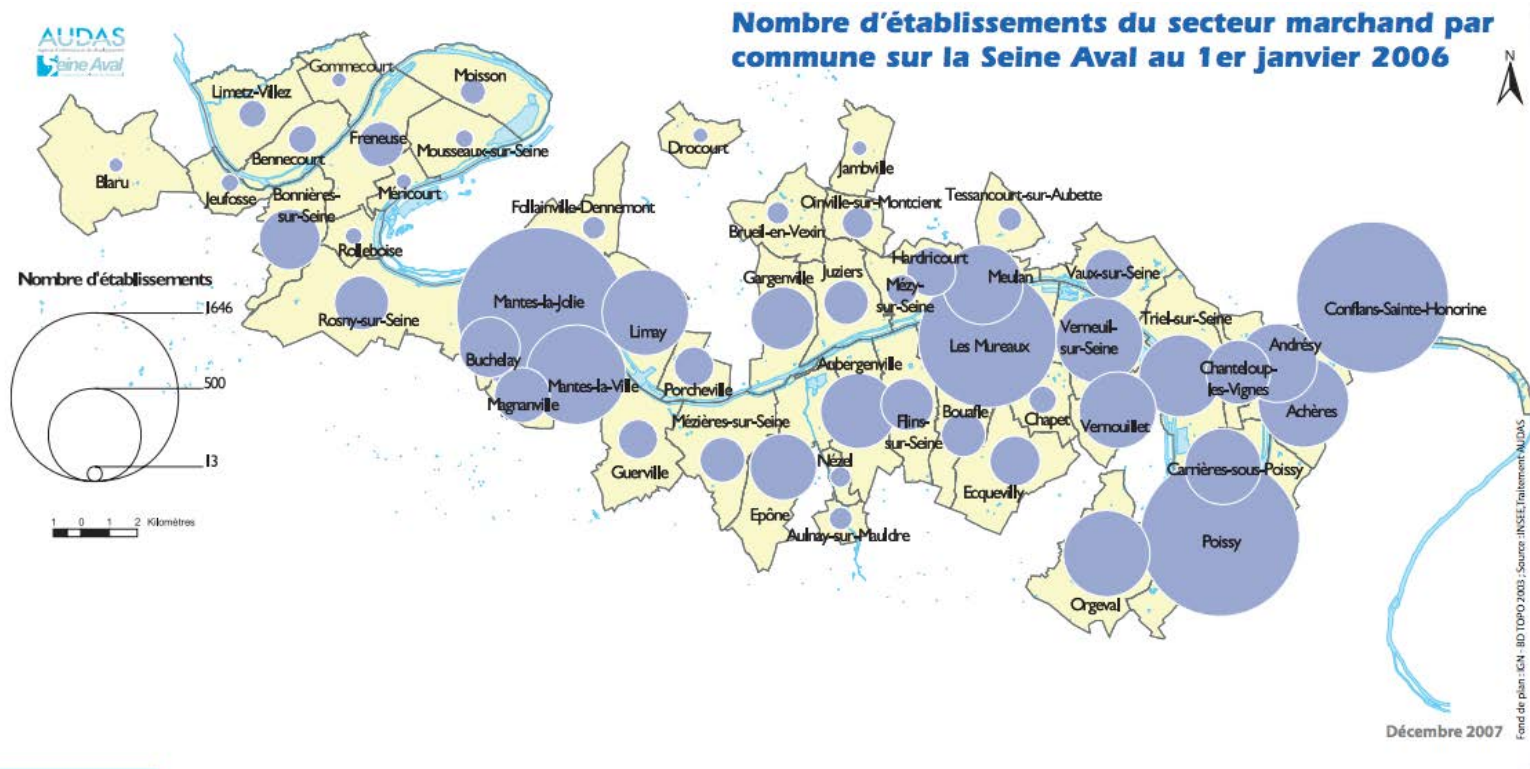 Nombre d'établissements du secteur marchand par
commune sur la Seine Aval au 1er janvier 2006
AUDAS
Seine Aval
N
Gommecourt
Moisson
Limetz-Villez
Freneuse
Mousseaux-sur-Seine
Bennecourt
Drocourt
Blaru
Jeufosse
Bonnières-
sur-Seine
Méricourt
Jambville
Rolleboise
Follainville-Dennemont
Oinville-sur-Montcient
Tessancourt-sur-Aubette
Brueil-en-Vexin
Hardricourt
Nombre d'établissements
1646
500
13
Gargenville
Juziers
Mézy-
sur-Seine
Meulan
Vaux-sur-Seine
Mantes-la-Jolie
Rosny-sur-Seine
Limay
Les Mureaux
Verneuil-
sur-Seine
Triel-sur-Seine
Conflans-Sainte-Honorine
Andrésy
Buchelay
Mantes-la-Ville
Porcheville
Aubergenville
Chanteloup-
les-Vignes
Magnanville
Mézières-sur-Seine
Flins-
sur-Seine
Bouafle
Chapet
Vernouillet
Achères
Guerville
Nézel
Ecquevilly
Carrières-sous-Poissy
Epône
Aulnay-sur-Mauldre
Poissy
Orgeval
1 0 1 2 Kilomètres
Décembre 2007
Fond de plan : IGN - BD TOPO 2003 ; Source : INSEE, Traitement AUDAS